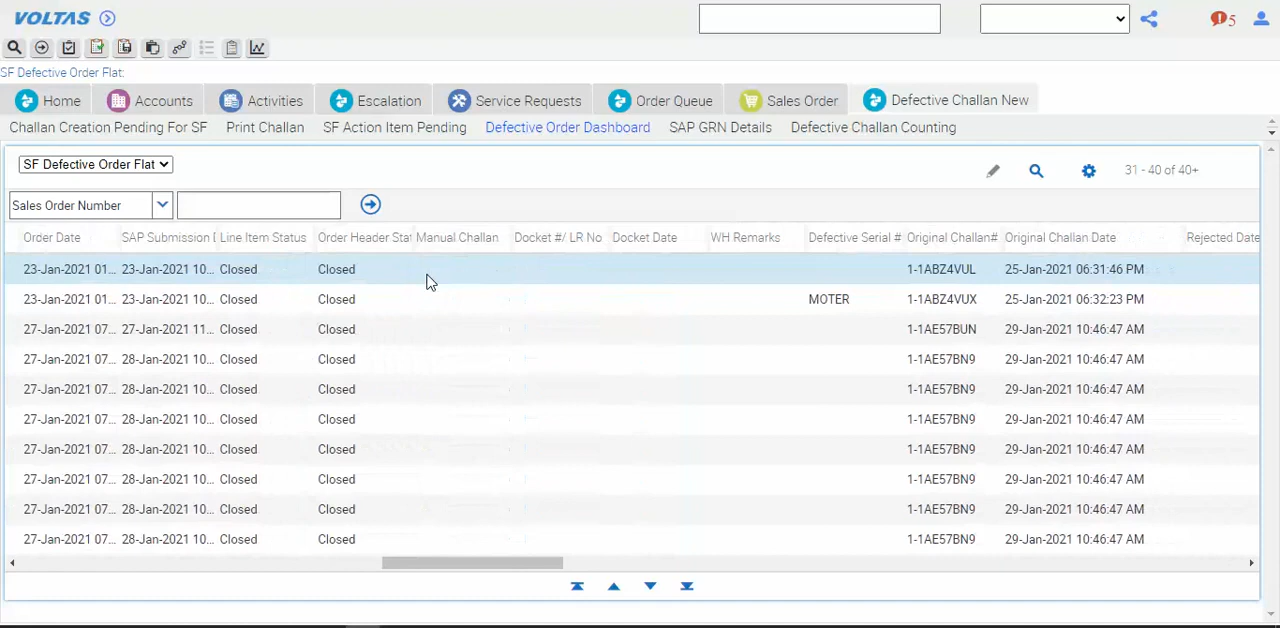 VOLTAS
5
SF Defective Order Flat:
Home Accounts Activities Escalation Service Requests Order Queue Sales Order Defective Challan New
Challan Creation Pending For SF Print Challan SF Action Item Pending Defective Order Dashboard SAP GRN Details Defective Challan Counting
SF Defective Order Flat 31 - 40 of 40+
Sales Order Number
Order Date SAP Submission D Line Item Status Order Header Stat Manual Challan Docket #/ LR No Docket Date WH Remarks Defective Serial # Original Challan# Original Challan Date Rejected Date
23-Jan-2021 01... 23-Jan-2021 10... Closed Closed 1-1ABZ4VUL 25-Jan-2021 06:31:46 PM
23-Jan-2021 01... 23-Jan-2021 10... Closed Closed MOTER 1-1ABZ4VUX 25-Jan-2021 06:32:23 PM
27-Jan-2021 07... 27-Jan-2021 11... Closed Closed 1-1AE57BUN 29-Jan-2021 10:46:47 AM
27-Jan-2021 07... 28-Jan-2021 10... Closed Closed 1-1AE57BN9 29-Jan-2021 10:46:47 AM
27-Jan-2021 07... 28-Jan-2021 10... Closed Closed 1-1AE57BN9 29-Jan-2021 10:46:47 AM
27-Jan-2021 07... 28-Jan-2021 10... Closed Closed 1-1AE57BN9 29-Jan-2021 10:46:47 AM
27-Jan-2021 07... 28-Jan-2021 10... Closed Closed 1-1AE57BN9 29-Jan-2021 10:46:47 AM
27-Jan-2021 07... 28-Jan-2021 10... Closed Closed 1-1AE57BN9 29-Jan-2021 10:46:47 AM
27-Jan-2021 07... 28-Jan-2021 10... Closed Closed 1-1AE57BN9 29-Jan-2021 10:46:47 AM
27-Jan-2021 07... 28-Jan-2021 10... Closed Closed 1-1AE57BN9 29-Jan-2021 10:46:47 AM